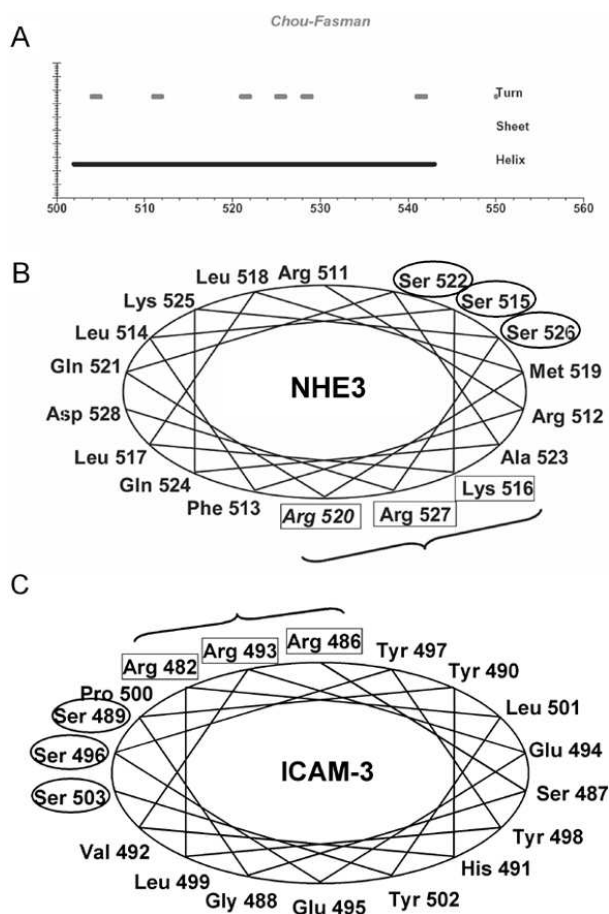 Chou-Fasman
A
Turn
Sheet
Helix
500 510 520 530 540 550 560
B
Leu 518 Arg 511 Ser 522
Lys 525 Ser 515
Leu 514 Ser 526
Gln 521 Met 519
NHE3
Asp 528 Arg 512
Leu 517 Ala 523
Gln 524 Lys 516
Phe 513 Arg 520 Arg 527
C
Arg 482 Arg 493 Arg 486 Tyr 497
Pro 500 Tyr 490
Ser 489 Leu 501
Ser 496 Glu 494
ICAM-3
Ser 503 Ser 487
Val 492 Tyr 498
Leu 499 His 491
Gly 488 Glu 495 Tyr 502